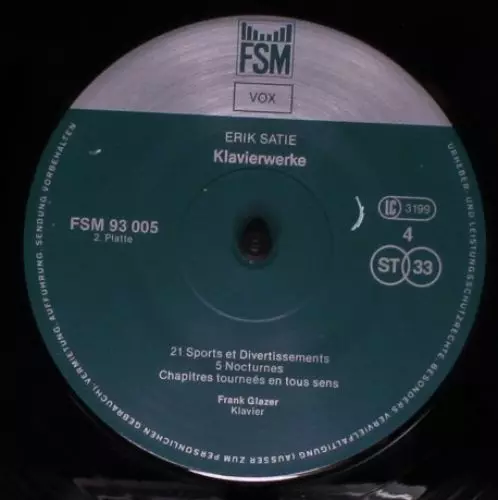 FSM
VOX
ERIK SATIE
Klavierwerke
FSM 93 005
2. Platte
LC 3199
4
ST 33
21 Sports et Divertissements
5 Nocturnes
Chapitres tourneés en tous sens
Frank Glazer
Klavier
URHEBER- UND LEISTUNGSSCHUTZRECHTE, BESONDERS VERVIELFÄLTIGUNG (AUSSER ZUM PERSÖNLICHEN GEBRAUCH), VERMIETUNG, AUFFÜHRUNG, SENDUNG VORBEHALTEN